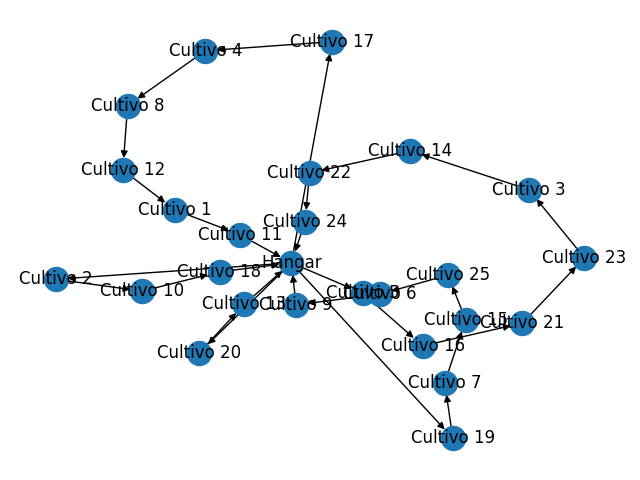 Cultivo 17
Cultivo 4
Cultivo 8
Cultivo 14
Cultivo 12
Cultivo 22
Cultivo 3
Cultivo 1
Cultivo 24
Cultivo 11
Cultivo 23
Hangar
Cultivo 18
Cultivo 25
Cultivo 2
Cultivo 10
Cultivo 5
Cultivo 6
Cultivo 13
Cultivo 9
Cultivo 15
Cultivo 21
Cultivo 16
Cultivo 20
Cultivo 7
Cultivo 19